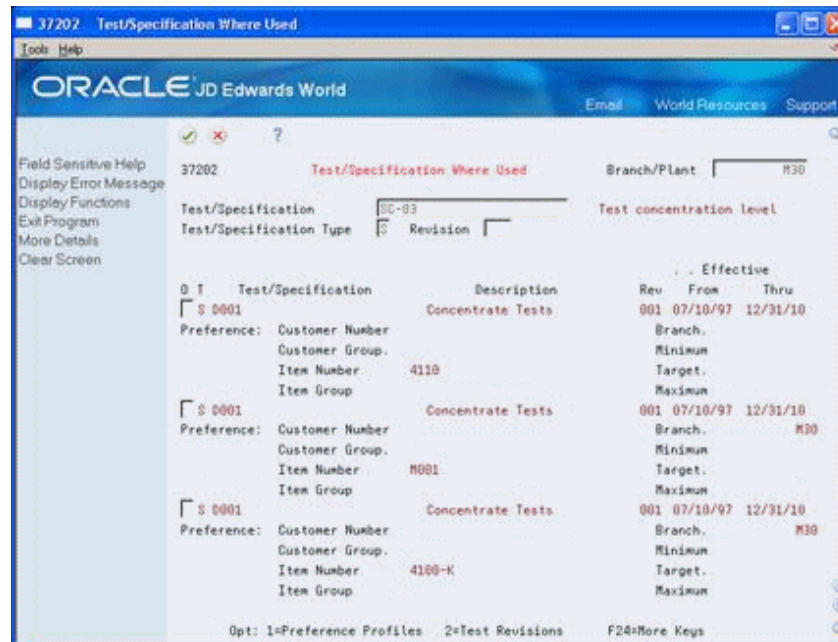 37202 Test/Specification Where Used
Tools Help
ORACLE JD Edwards World
Email World Resources Support
Field Sensitive Help
Display Error Message
Display Functions
Exit Program
More Details
Clear Screen
?
37202 Test/Specification Where Used Branch/Plant M30
Test/Specification SC-03 Test concentration level
Test/Specification Type S Revision
. . Effective
O T Test/Specification Description Rev From Thru
S D001 Concentrate Tests 001 07/10/97 12/31/10
Preference: Customer Number Branch.
Customer Group. Minimum
Item Number 4110 Target.
Item Group Maximum
S D001 Concentrate Tests 001 07/10/97 12/31/10
Preference: Customer Number Branch. M30
Customer Group. Minimum
Item Number M001 Target.
Item Group Maximum
S D001 Concentrate Tests 001 07/10/97 12/31/10
Preference: Customer Number Branch. M30
Customer Group. Minimum
Item Number 4100-K Target.
Item Group Maximum
Opt: 1=Preference Profiles 2=Test Revisions F24=More Keys